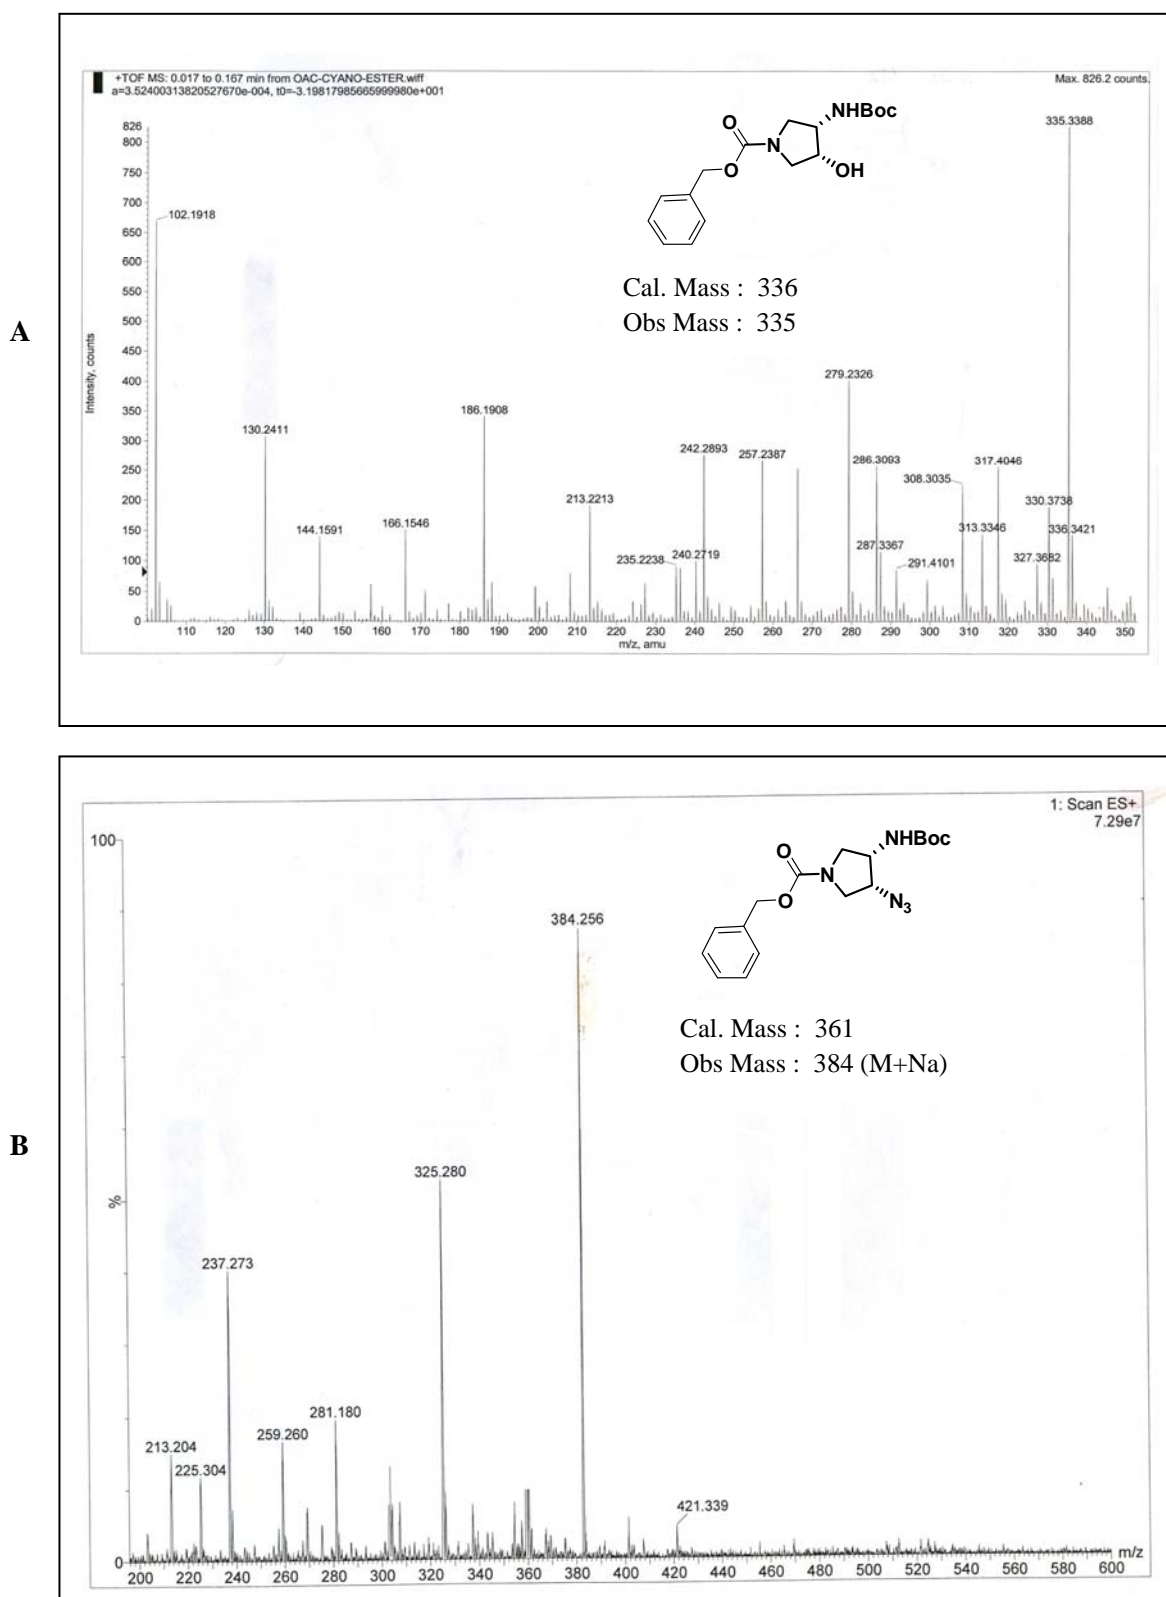 A
+TOF MS: 0.017 to 0.167 min from OAC-CYANO-ESTER.wiff
a=3.52400313820527670e-004, t0=-3.19817985665999980e+001
Max. 826.2 counts.
NHBoc
O
N
O
OH
Cal. Mass : 336
Obs Mass : 335
335.3388
102.1918
279.2326
186.1908
130.2411
242.2893
257.2387
286.3093
317.4046
308.3035
213.2213
330.3738
144.1591
166.1546
313.3346
336.3421
287.3367
235.2238
240.2719
291.4101
327.3682
826
800
750
700
650
600
550
500
450
400
350
300
250
200
150
100
50
0
Intensity, counts
110 120 130 140 150 160 170 180 190 200 210 220 230 240 250 260 270 280 290 300 310 320 330 340 350
m/z, amu
B
1: Scan ES+
7.29e7
100
%
0
NHBoc
O
N
O
N3
Cal. Mass : 361
Obs Mass : 384 (M+Na)
384.256
325.280
237.273
281.180
259.260
213.204
225.304
421.339
m/z
200 220 240 260 280 300 320 340 360 380 400 420 440 460 480 500 520 540 560 580 600